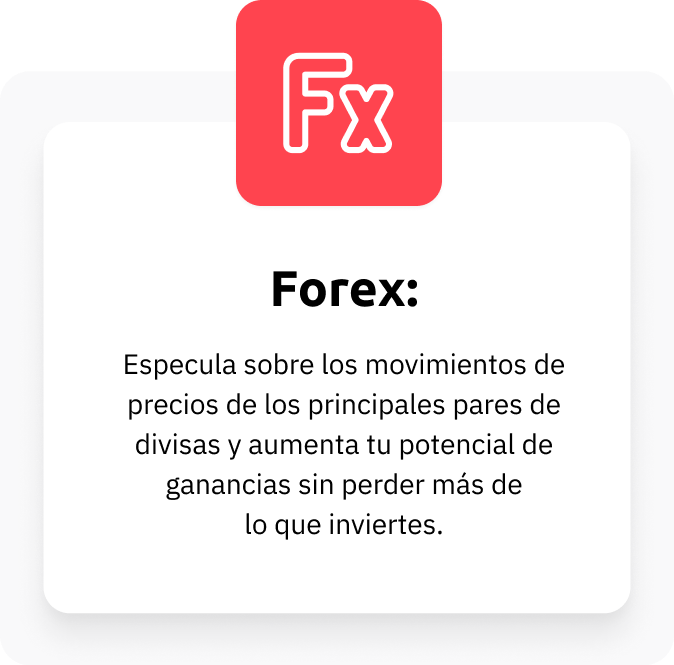 Fx
Forex:
Especula sobre los movimientos de
precios de los principales pares de
divisas y aumenta tu potencial de
ganancias sin perder más de
lo que inviertes.